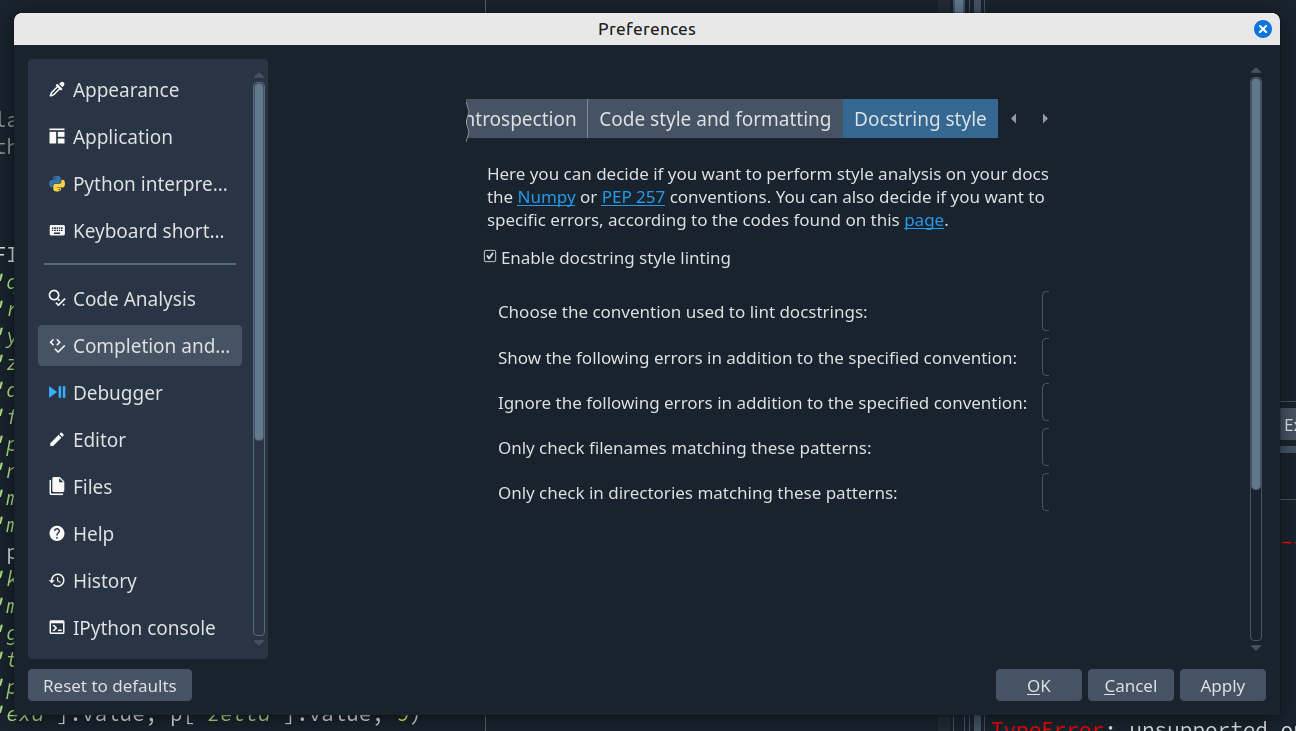 Preferences
Appearance
Application
Python interpre...
Keyboard short...
Code Analysis
Completion and...
Debugger
Editor
Files
Help
History
IPython console
ntrospection
Code style and formatting
Docstring style
Here you can decide if you want to perform style analysis on your docs
the Numpy or PEP 257 conventions. You can also decide if you want to
specific errors, according to the codes found on this page.
Enable docstring style linting
Choose the convention used to lint docstrings:
Show the following errors in addition to the specified convention:
Ignore the following errors in addition to the specified convention:
Only check filenames matching these patterns:
Only check in directories matching these patterns:
Reset to defaults
OK
Cancel
Apply
TypeError: unsupported